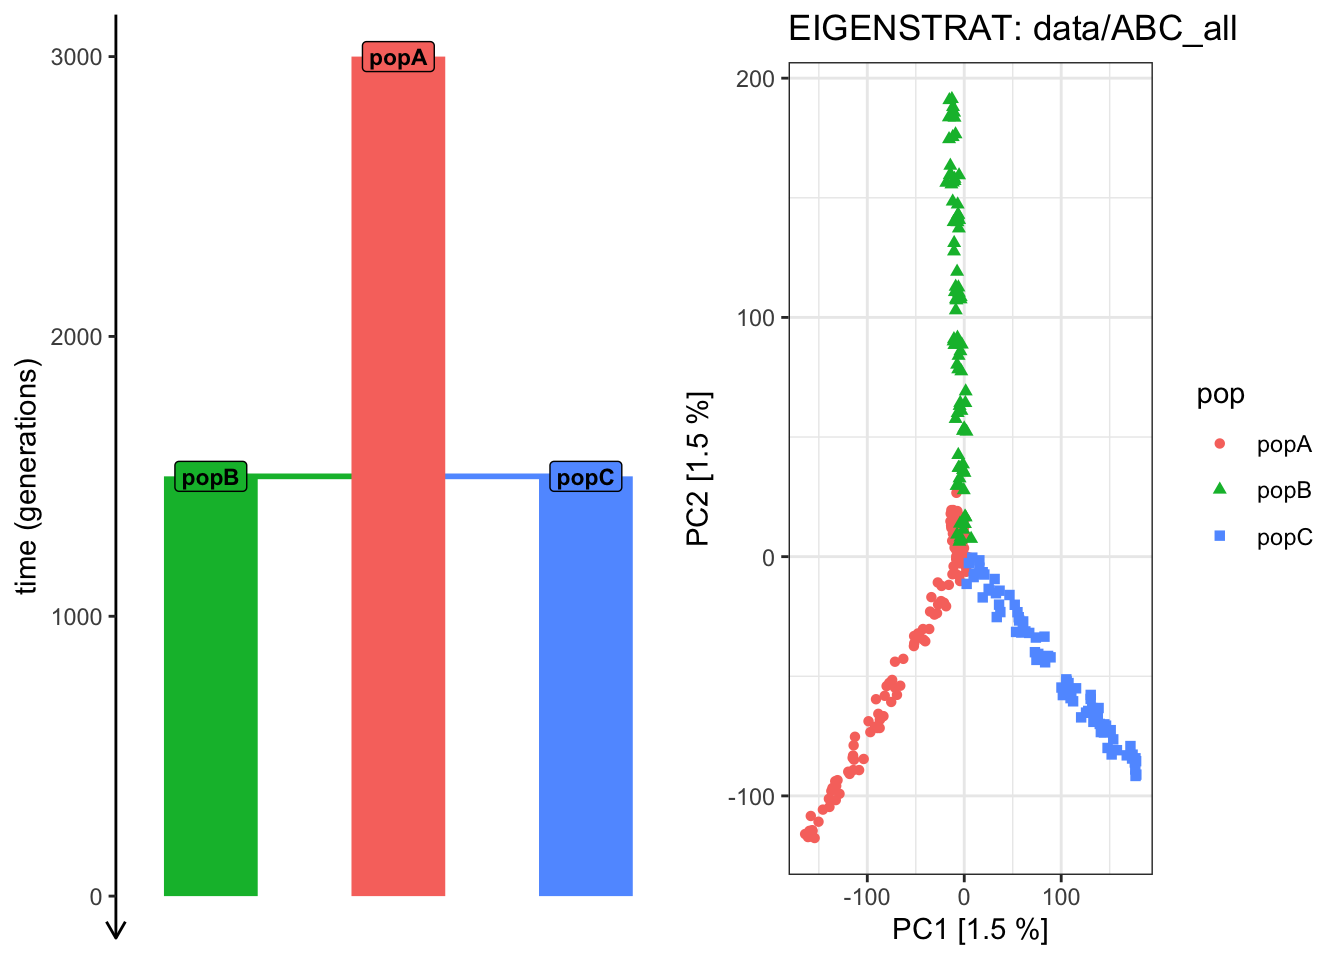 time (generations)
3000
2000
1000
0
popA
popB
popC
EIGENSTRAT: data/ABC_all
PC2 [1.5 %]
200
100
0
-100
-100
0
100
PC1 [1.5 %]
pop
popA
popB
popC